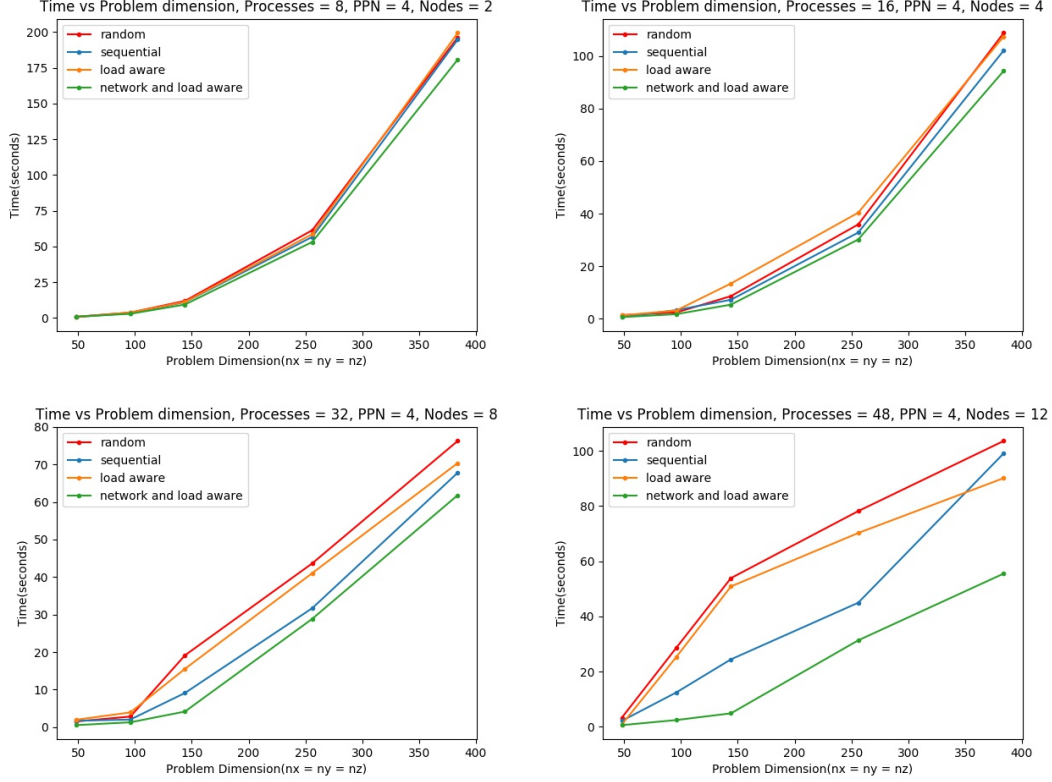 Time vs Problem dimension, Processes = 8, PPN = 4, Nodes = 2
random
sequential
load aware
network and load aware
200
175
150
125
100
75
50
25
0
Time(seconds)
50 100 150 200 250 300 350 400
Problem Dimension(nx = ny = nz)
Time vs Problem dimension, Processes = 16, PPN = 4, Nodes = 4
random
sequential
load aware
network and load aware
100
80
60
40
20
0
Time(seconds)
50 100 150 200 250 300 350 400
Problem Dimension(nx = ny = nz)
Time vs Problem dimension, Processes = 32, PPN = 4, Nodes = 8
random
sequential
load aware
network and load aware
80
70
60
50
40
30
20
10
0
Time(seconds)
50 100 150 200 250 300 350 400
Problem Dimension(nx = ny = nz)
Time vs Problem dimension, Processes = 48, PPN = 4, Nodes = 12
random
sequential
load aware
network and load aware
100
80
60
40
20
0
Time(seconds)
50 100 150 200 250 300 350 400
Problem Dimension(nx = ny = nz)